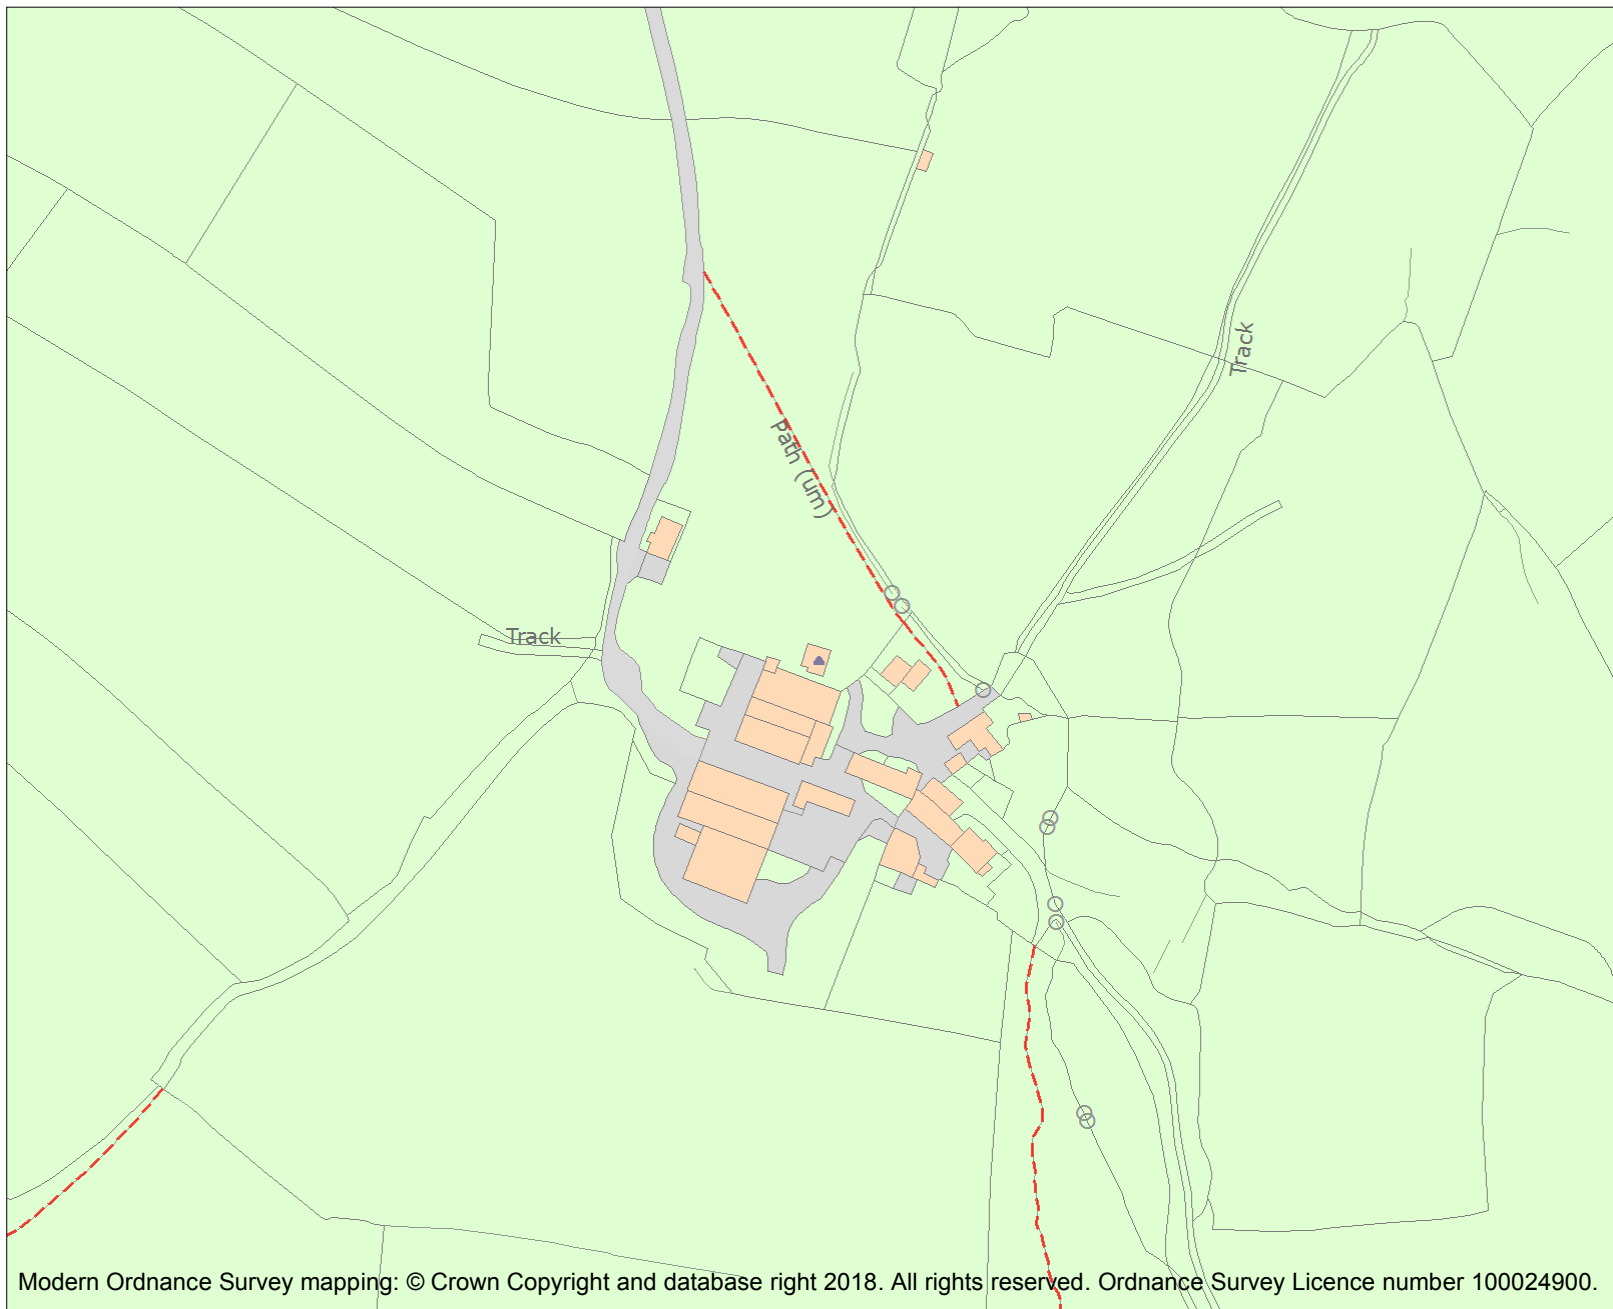 Track
Path (um)
Track
Modern Ordnance Survey mapping: © Crown Copyright and database right 2018. All rights reserved. Ordnance Survey Licence number 100024900.